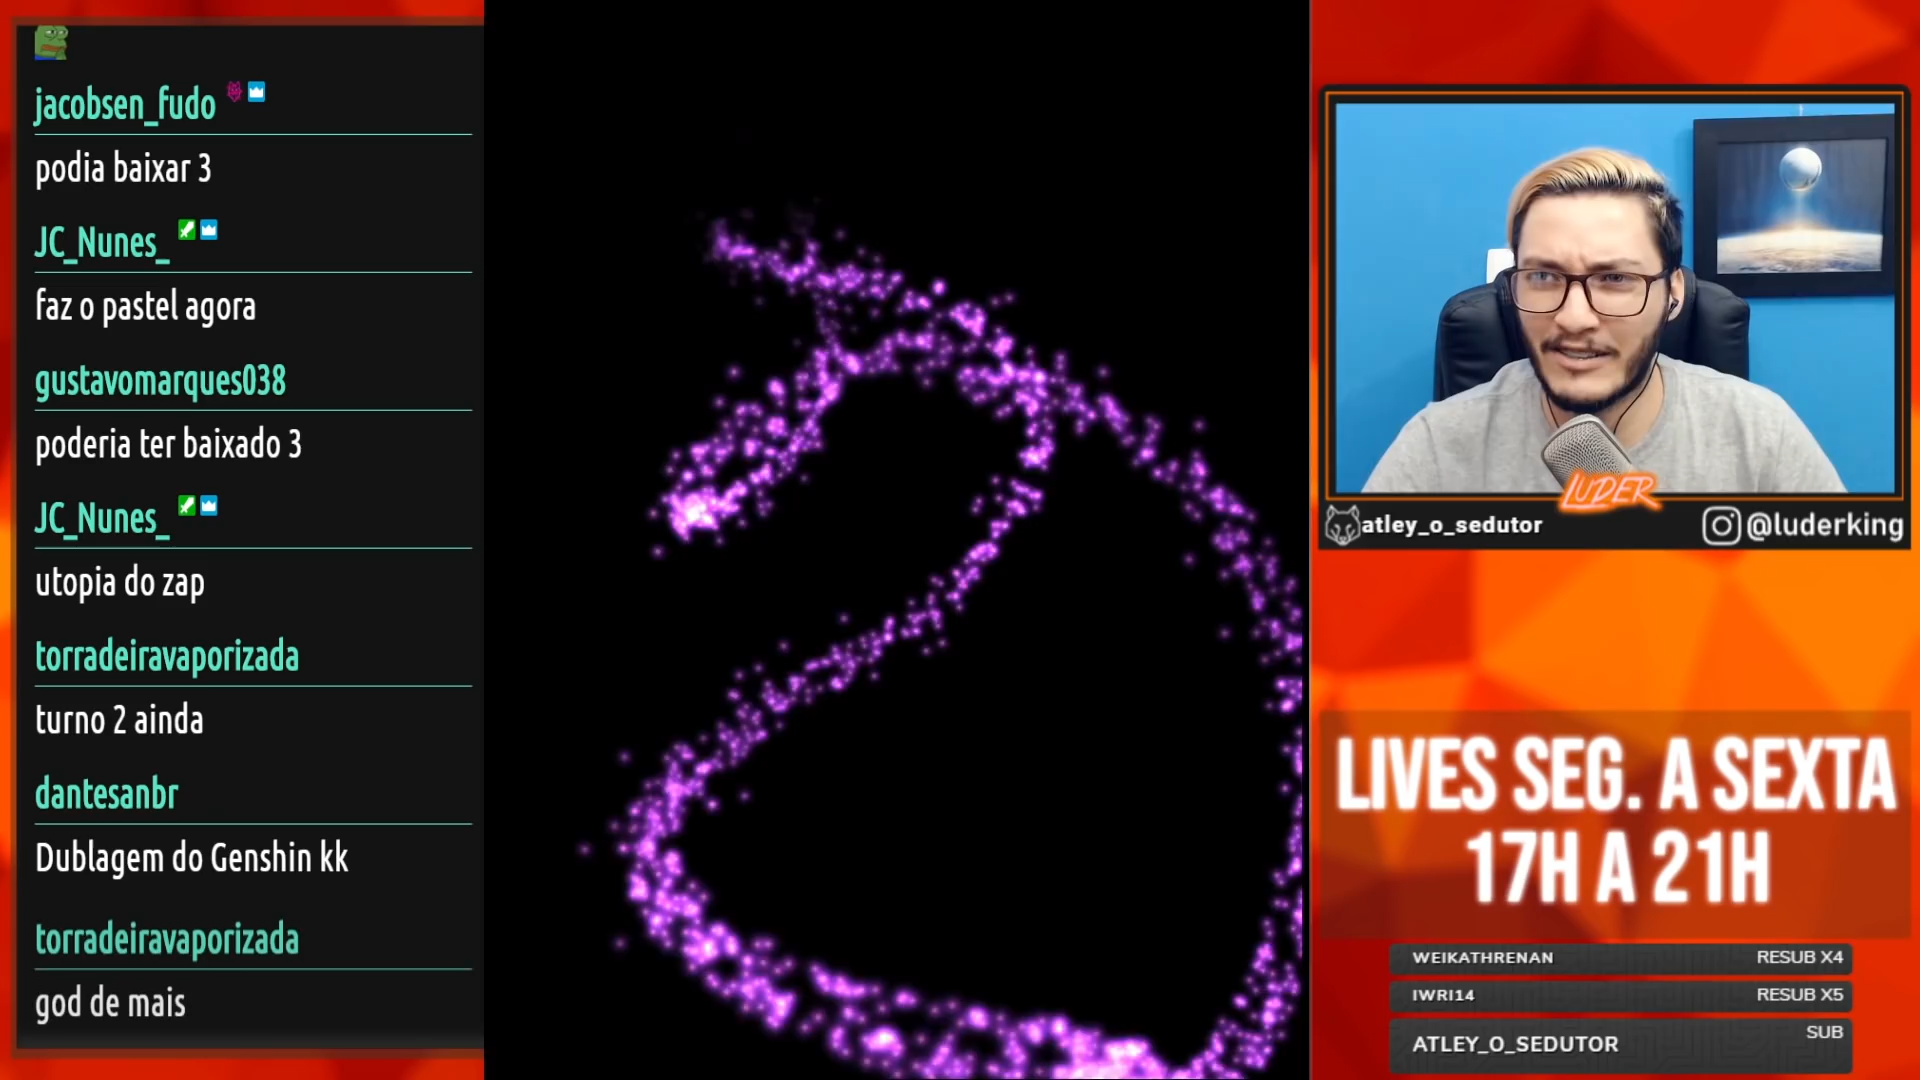 jacobsen_fudo
podia baixar 3
JC_Nunes_
faz o pastel agora
gustavomarques038
poderia ter baixado 3
JC_Nunes_
utopia do zap
torradeiravaporizada
turno 2 ainda
dantesanbr
Dublagem do Genshin kk
torradeiravaporizada
god de mais
LUDER
atley_o_sedutor @luderking
LIVES SEG. A SEXTA
17H A 21H
WEIKATHRENAN RESUB X4
IWRI14 RESUB X5
ATLEY_O_SEDUTOR SUB